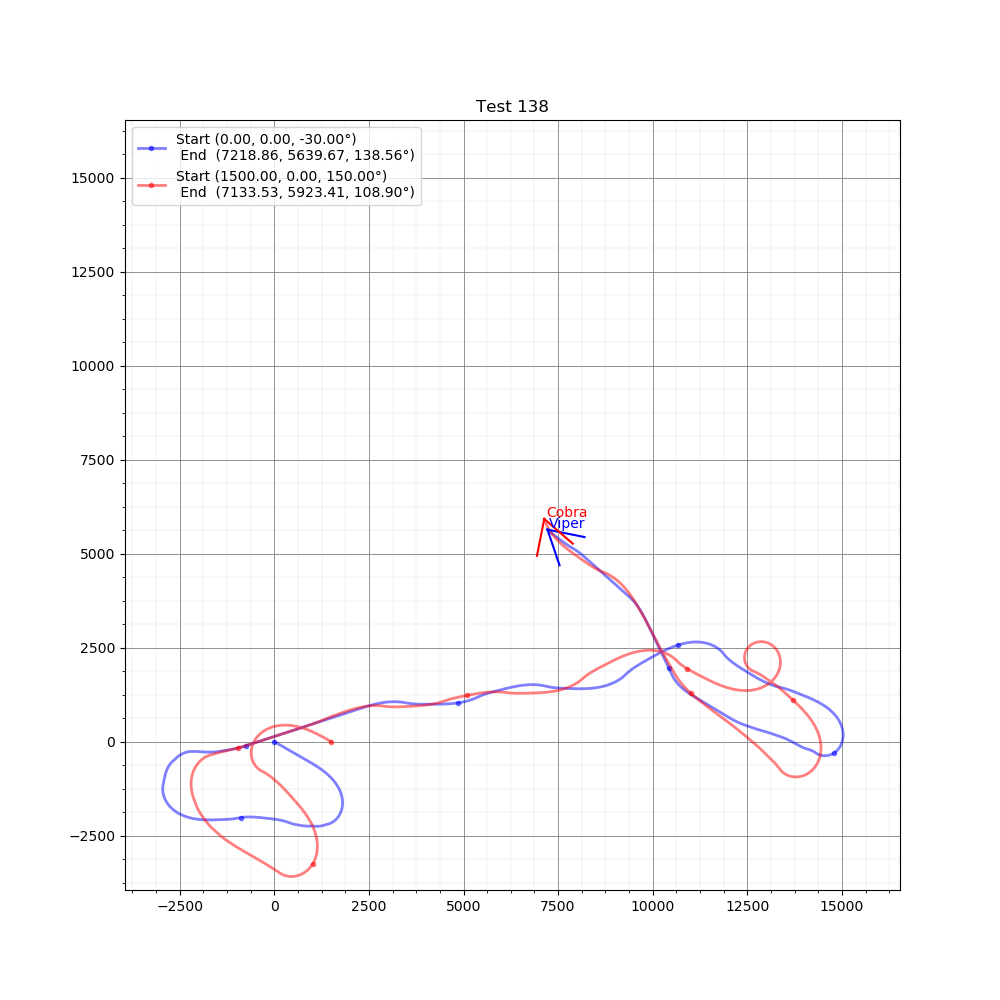 Test 138
Start (0.00, 0.00, -30.00°)
End (7218.86, 5639.67, 138.56°)
Start (1500.00, 0.00, 150.00°)
End (7133.53, 5923.41, 108.90°)
15000
12500
10000
7500
5000
2500
0
−2500
Cobra
Viper
−2500 0 2500 5000 7500 10000 12500 15000